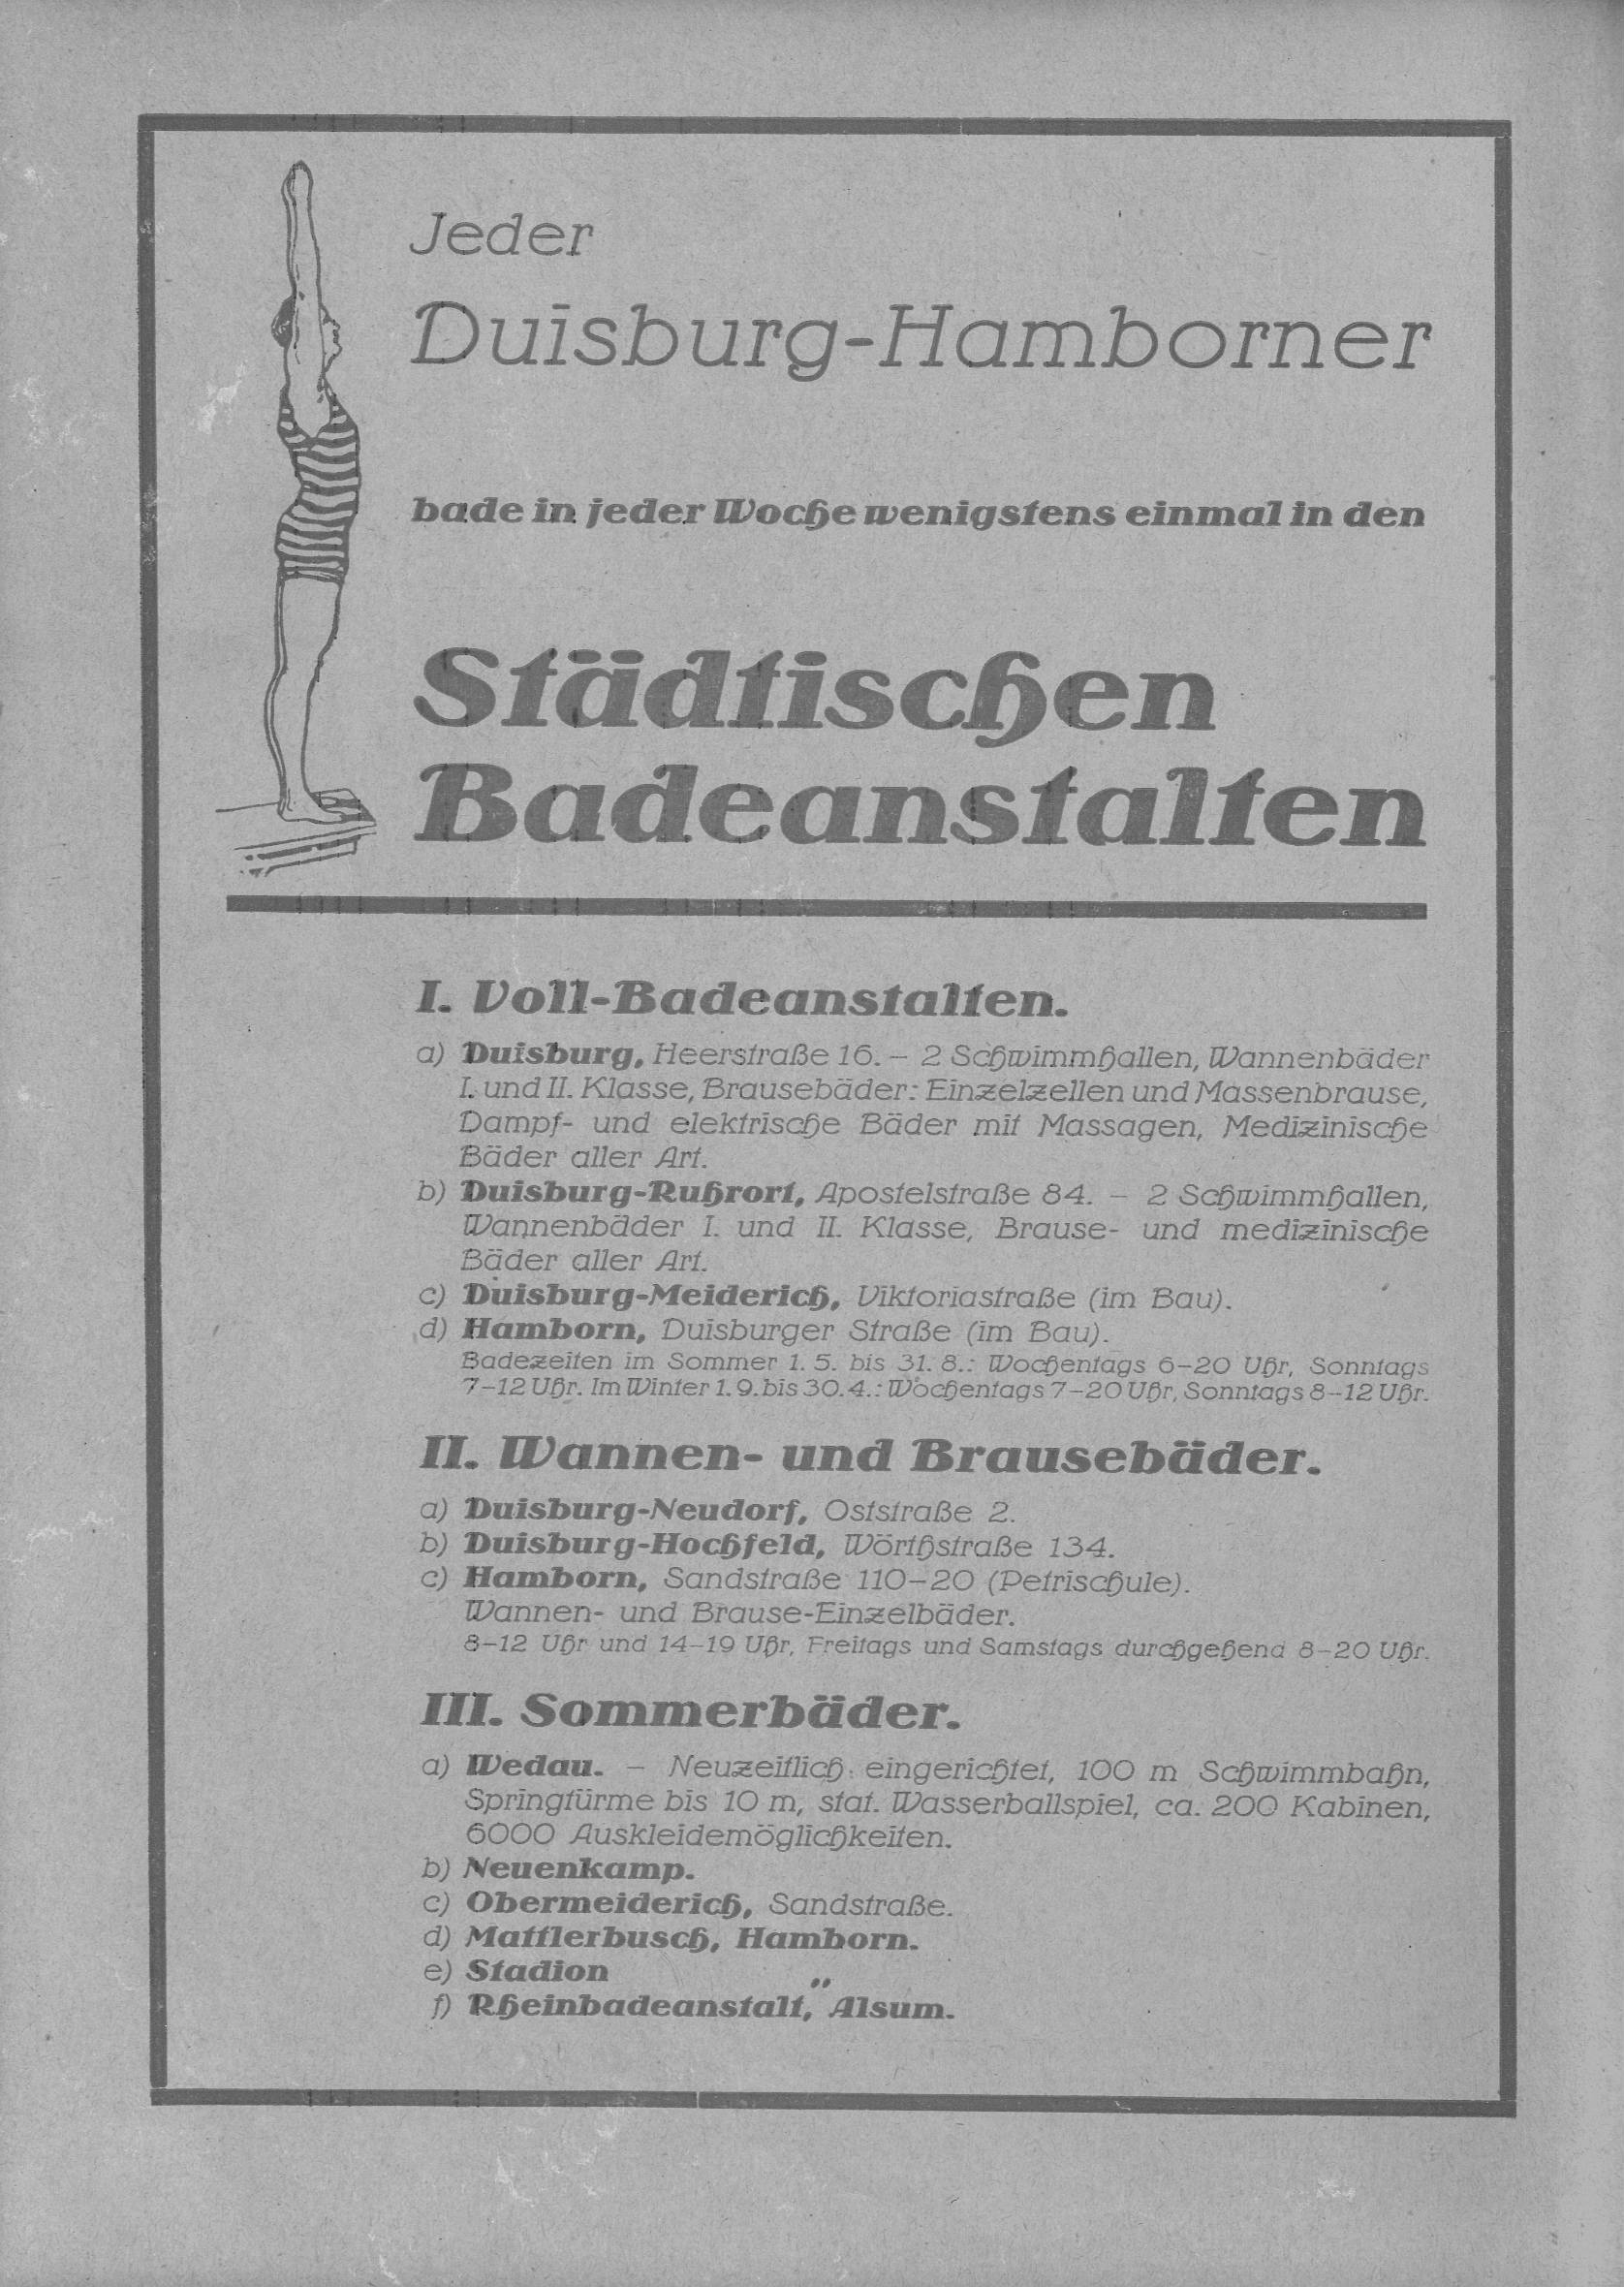 Jeder
Duisburg-Hamborner
bade in jeder Woche wenigstens einmal in den
Städtischen
Badeanstalten
I. Voll-Badeanstalten.
a) Duisburg, Heerstraße 16. – 2 Schwimmhallen, Wannenbäder
I. und II. Klasse, Brausebäder: Einzelzellen und Massenbrause,
Dampf- und elektrische Bäder mit Massagen, Medizinische
Bäder aller Art.
b) Duisburg-Ruhrort, Apostelstraße 84. – 2 Schwimmhallen,
Wannenbäder I. und II. Klasse, Brause- und medizinische
Bäder aller Art.
c) Duisburg-Meiderich, Viktoriastraße (im Bau).
d) Hamborn, Duisburger Straße (im Bau).
Badezeiten im Sommer 1. 5. bis 31. 8.: Wochentags 6–20 Uhr, Sonntags
7–12 Uhr. Im Winter 1. 9. bis 30. 4.: Wochentags 7–20 Uhr, Sonntags 8–12 Uhr.
II. Wannen- und Brausebäder.
a) Duisburg-Neudorf, Oststraße 2.
b) Duisburg-Hochfeld, Wörthstraße 134.
c) Hamborn, Sandstraße 110–20 (Petrischule).
Wannen- und Brause-Einzelbäder.
8–12 Uhr und 14–19 Uhr, Freitags und Samstags durchgehend 8–20 Uhr.
III. Sommerbäder.
a) Wedau. – Neuzeitlich eingerichtet, 100 m Schwimmbahn,
Springtürme bis 10 m, stat. Wasserballspiel, ca. 200 Kabinen,
6000 Auskleidemöglichkeiten.
b) Neuenkamp.
c) Obermeiderich, Sandstraße.
d) Mattlerbusch, Hamborn.
e) Stadion "
f) Rheinbadeanstalt, Alsum.